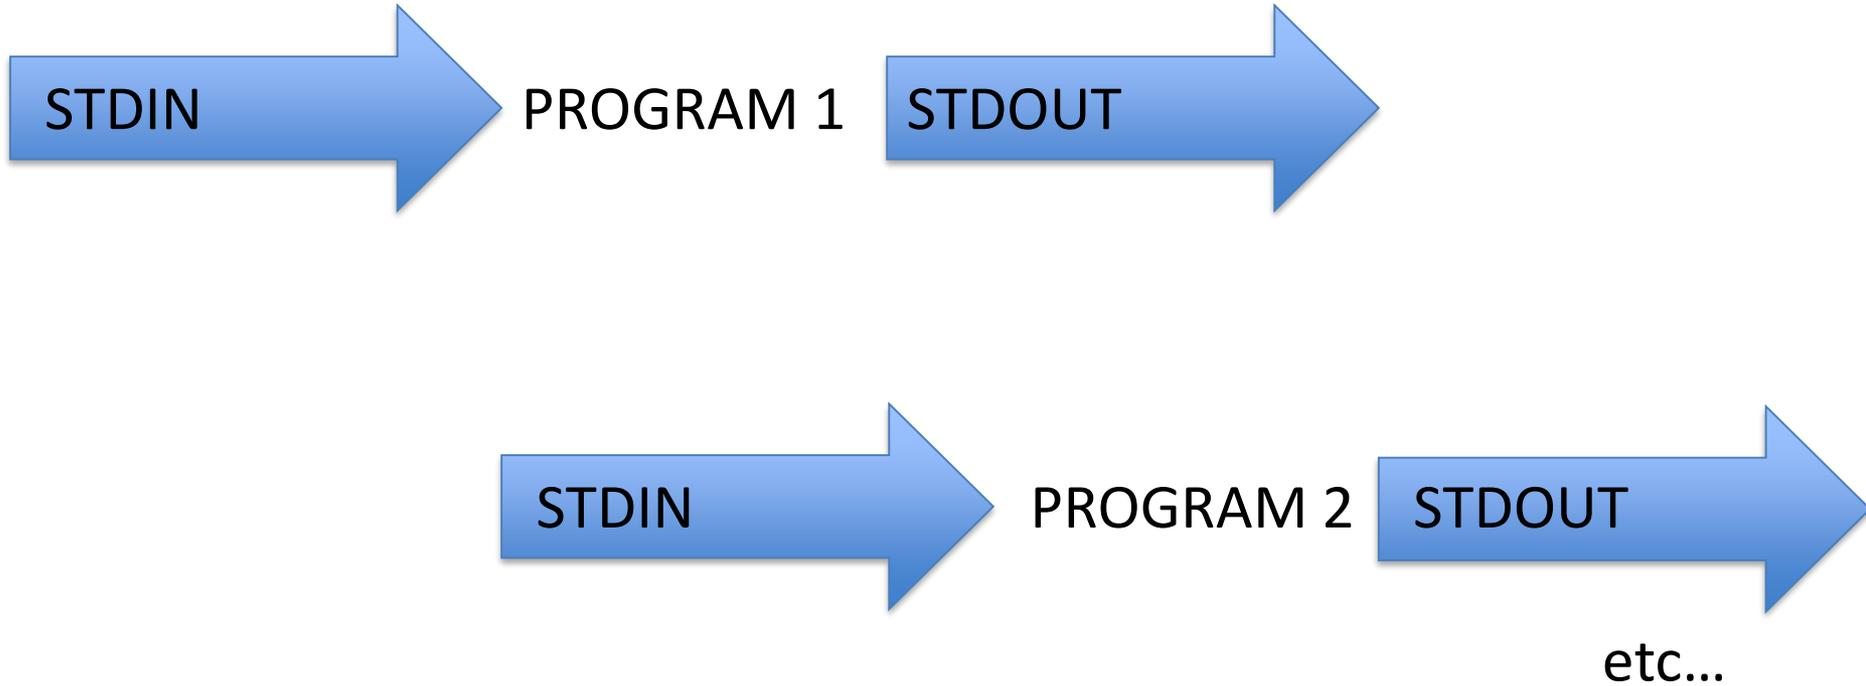 STDIN PROGRAM 1 STDOUT
STDIN PROGRAM 2 STDOUT
etc...